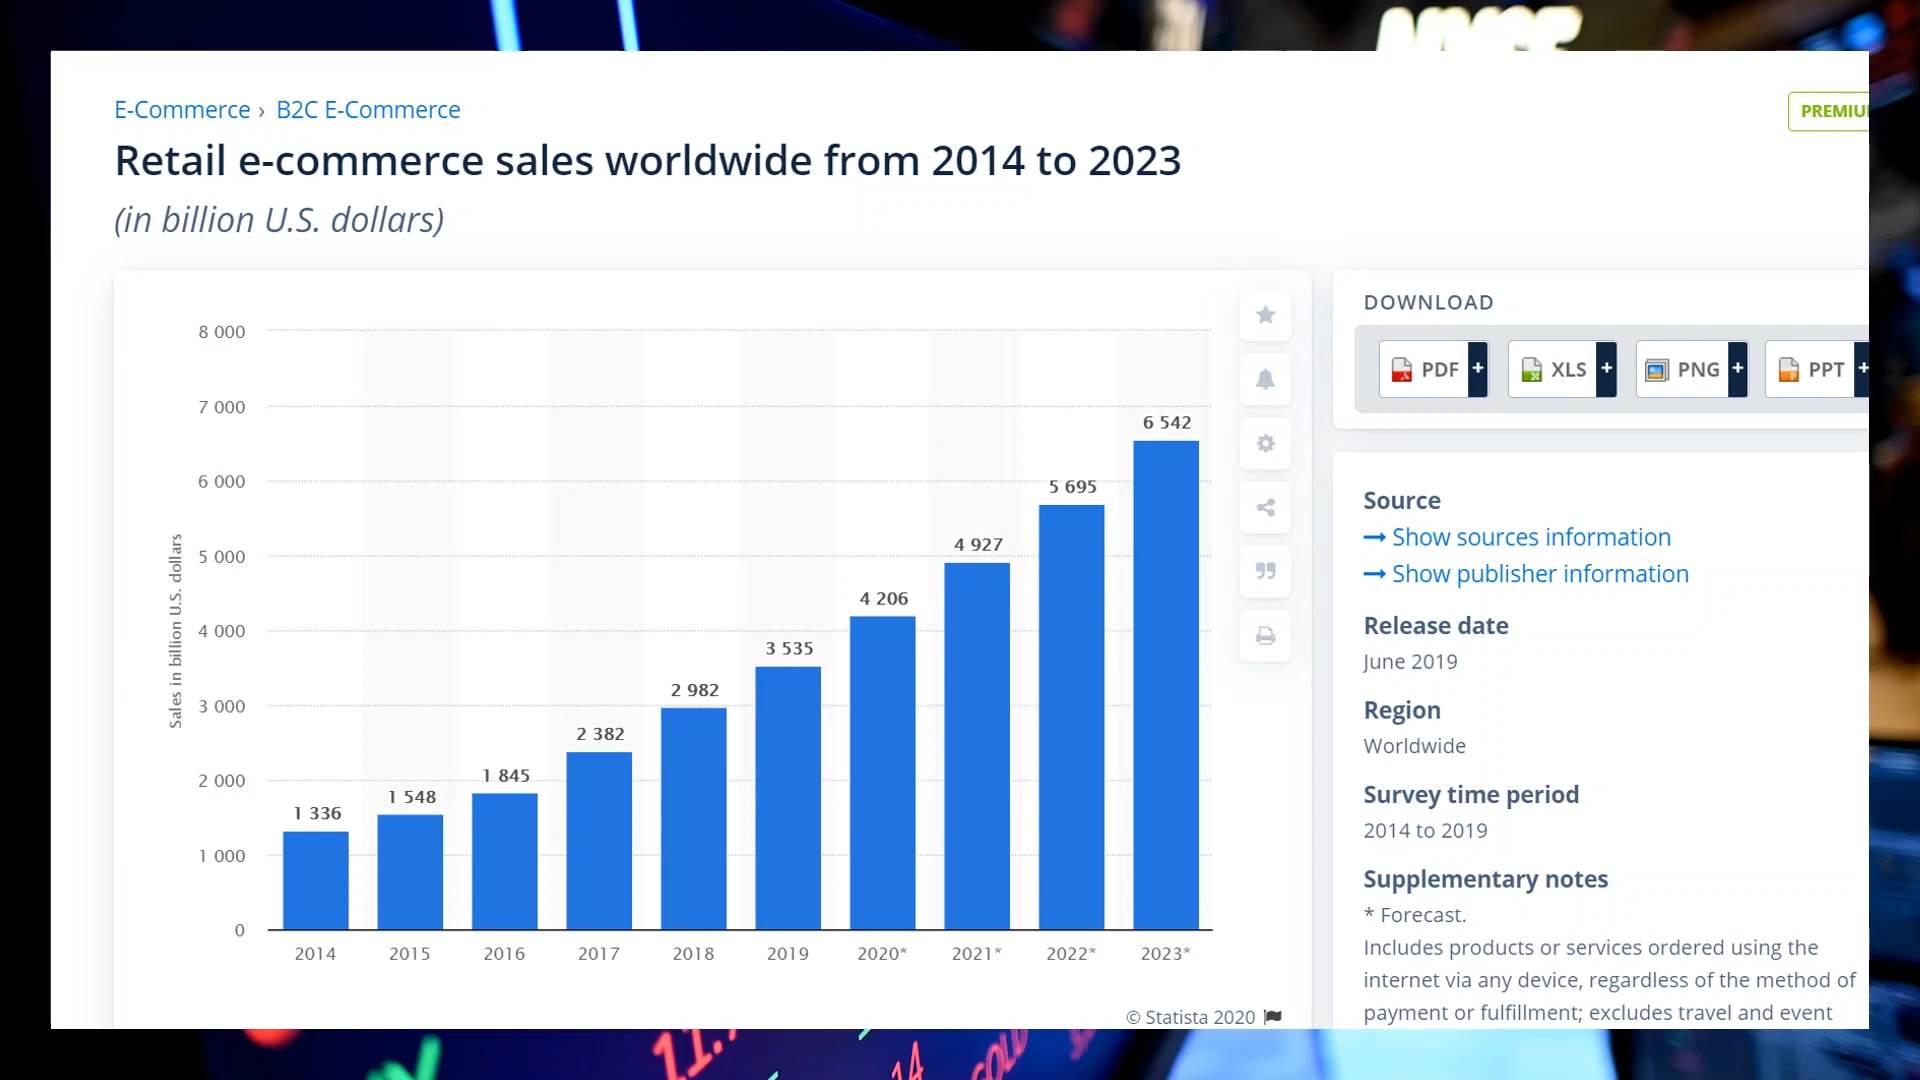 NYSE
E-Commerce › B2C E-Commerce
PREMIU
Retail e-commerce sales worldwide from 2014 to 2023
(in billion U.S. dollars)
8 000
7 000
6 000
5 000
4 000
3 000
2 000
1 000
0
Sales in billion U.S. dollars
1 336
1 548
1 845
2 382
2 982
3 535
4 206
4 927
5 695
6 542
2014 2015 2016 2017 2018 2019 2020* 2021* 2022* 2023*
© Statista 2020
DOWNLOAD
PDF + XLS + PNG + PPT +
Source
→ Show sources information
→ Show publisher information
Release date
June 2019
Region
Worldwide
Survey time period
2014 to 2019
Supplementary notes
* Forecast.
Includes products or services ordered using the
internet via any device, regardless of the method of
payment or fulfillment; excludes travel and event
14
GOLD